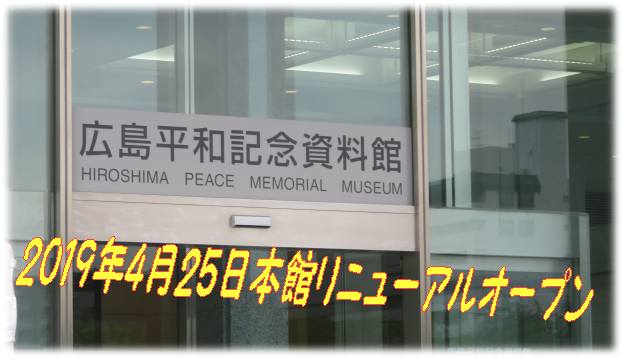 広島平和記念資料館
HIROSHIMA PEACE MEMORIAL MUSEUM
2019年4月25日本館リニューアルオープン